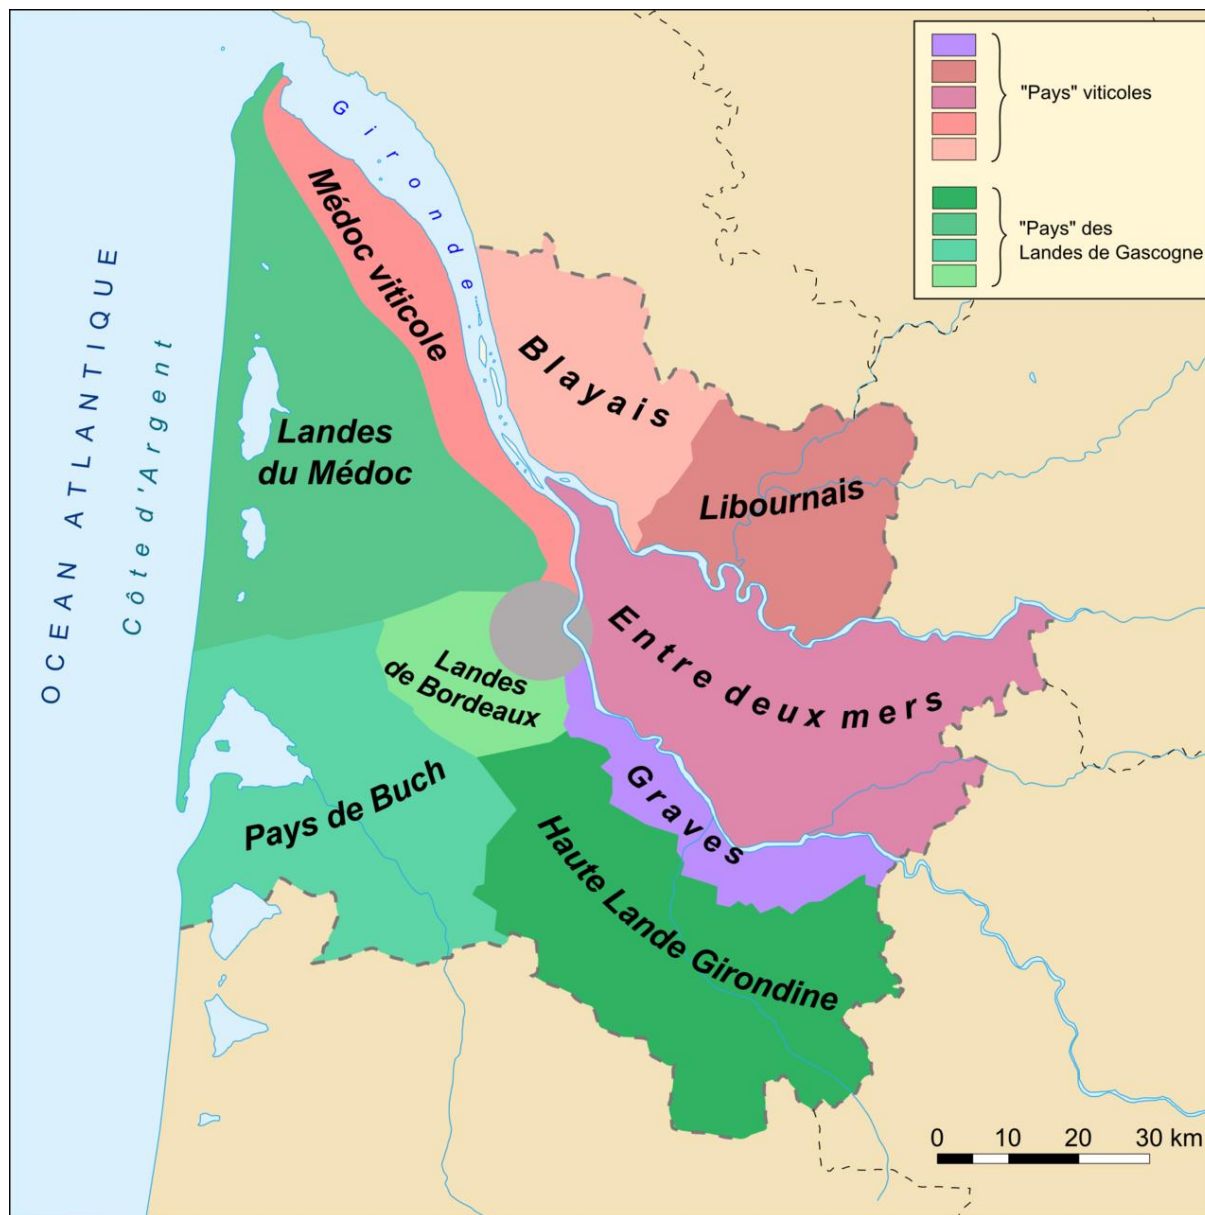 "Pays" viticoles
"Pays" des
Landes de Gascogne
Gironde
Médoc viticole
Blayais
OCEAN ATLANTIQUE
Côte d'Argent
Landes
du Médoc
Libournais
Entre deux mers
Landes
de Bordeaux
Graves
Pays de Buch
Haute Lande Girondine
0 10 20 30 km